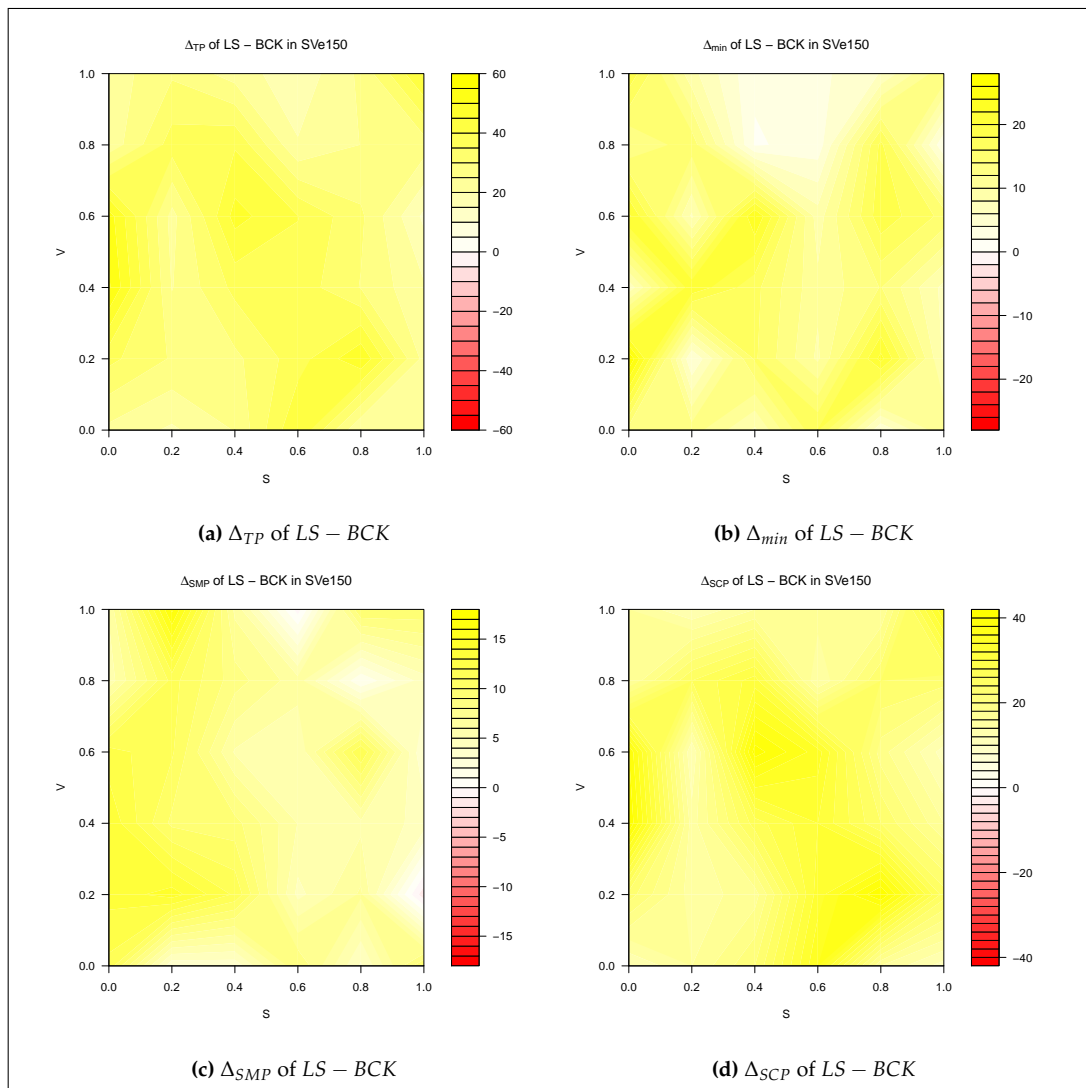 Δ_TP of LS − BCK in SVe150
1.0
0.8
0.6
0.4
0.2
0.0
V
0.0 0.2 0.4 0.6 0.8 1.0
S
60
40
20
0
−20
−40
−60
(a) Δ_TP of LS − BCK
Δ_min of LS − BCK in SVe150
1.0
0.8
0.6
0.4
0.2
0.0
V
0.0 0.2 0.4 0.6 0.8 1.0
S
20
10
0
−10
−20
(b) Δ_min of LS − BCK
Δ_SMP of LS − BCK in SVe150
1.0
0.8
0.6
0.4
0.2
0.0
V
0.0 0.2 0.4 0.6 0.8 1.0
S
15
10
5
0
−5
−10
−15
(c) Δ_SMP of LS − BCK
Δ_SCP of LS − BCK in SVe150
1.0
0.8
0.6
0.4
0.2
0.0
V
0.0 0.2 0.4 0.6 0.8 1.0
S
40
20
0
−20
−40
(d) Δ_SCP of LS − BCK